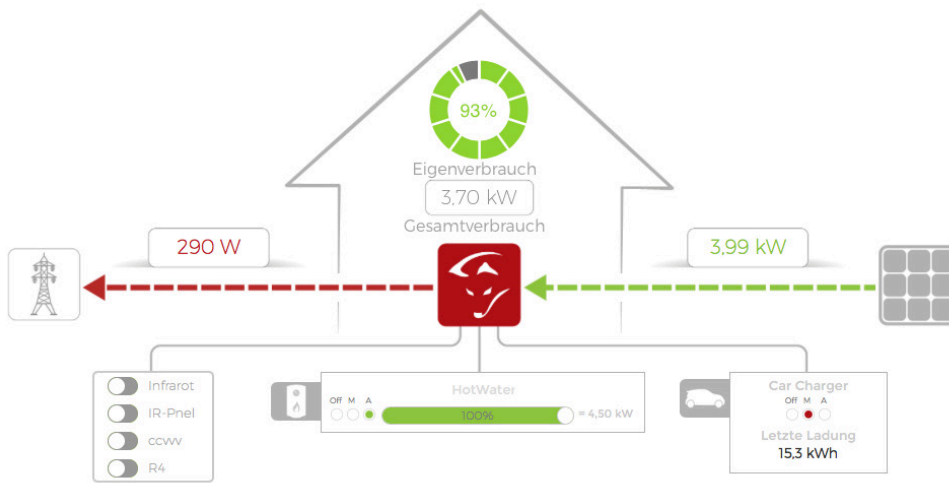 93%
Eigenverbrauch
3,70 kW
Gesamtverbrauch
290 W
3,99 kW
Infrarot
IR-Pnel
ccvvv
R4
HotWater
Off M A
100%
= 4,50 kW
Car Charger
Off M A
Letzte Ladung
15,3 kWh